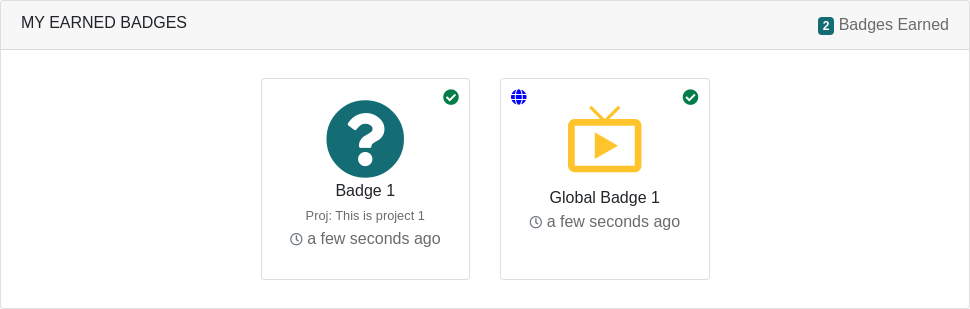 MY EARNED BADGES
2 Badges Earned
Badge 1
Proj: This is project 1
a few seconds ago
Global Badge 1
a few seconds ago